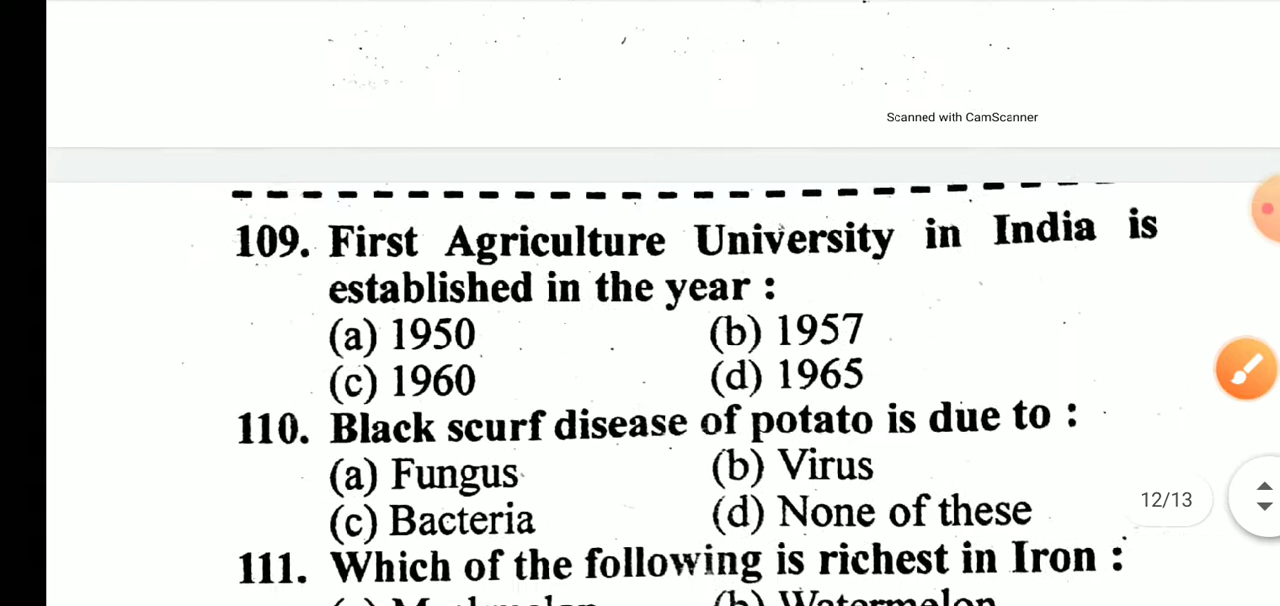 Scanned with CamScanner
109. First Agriculture University in India is
established in the year :
(a) 1950 (b) 1957
(c) 1960 (d) 1965
110. Black scurf disease of potato is due to :
(a) Fungus (b) Virus
(c) Bacteria (d) None of these
12/13
111. Which of the following is richest in Iron :
(b) Watermelon